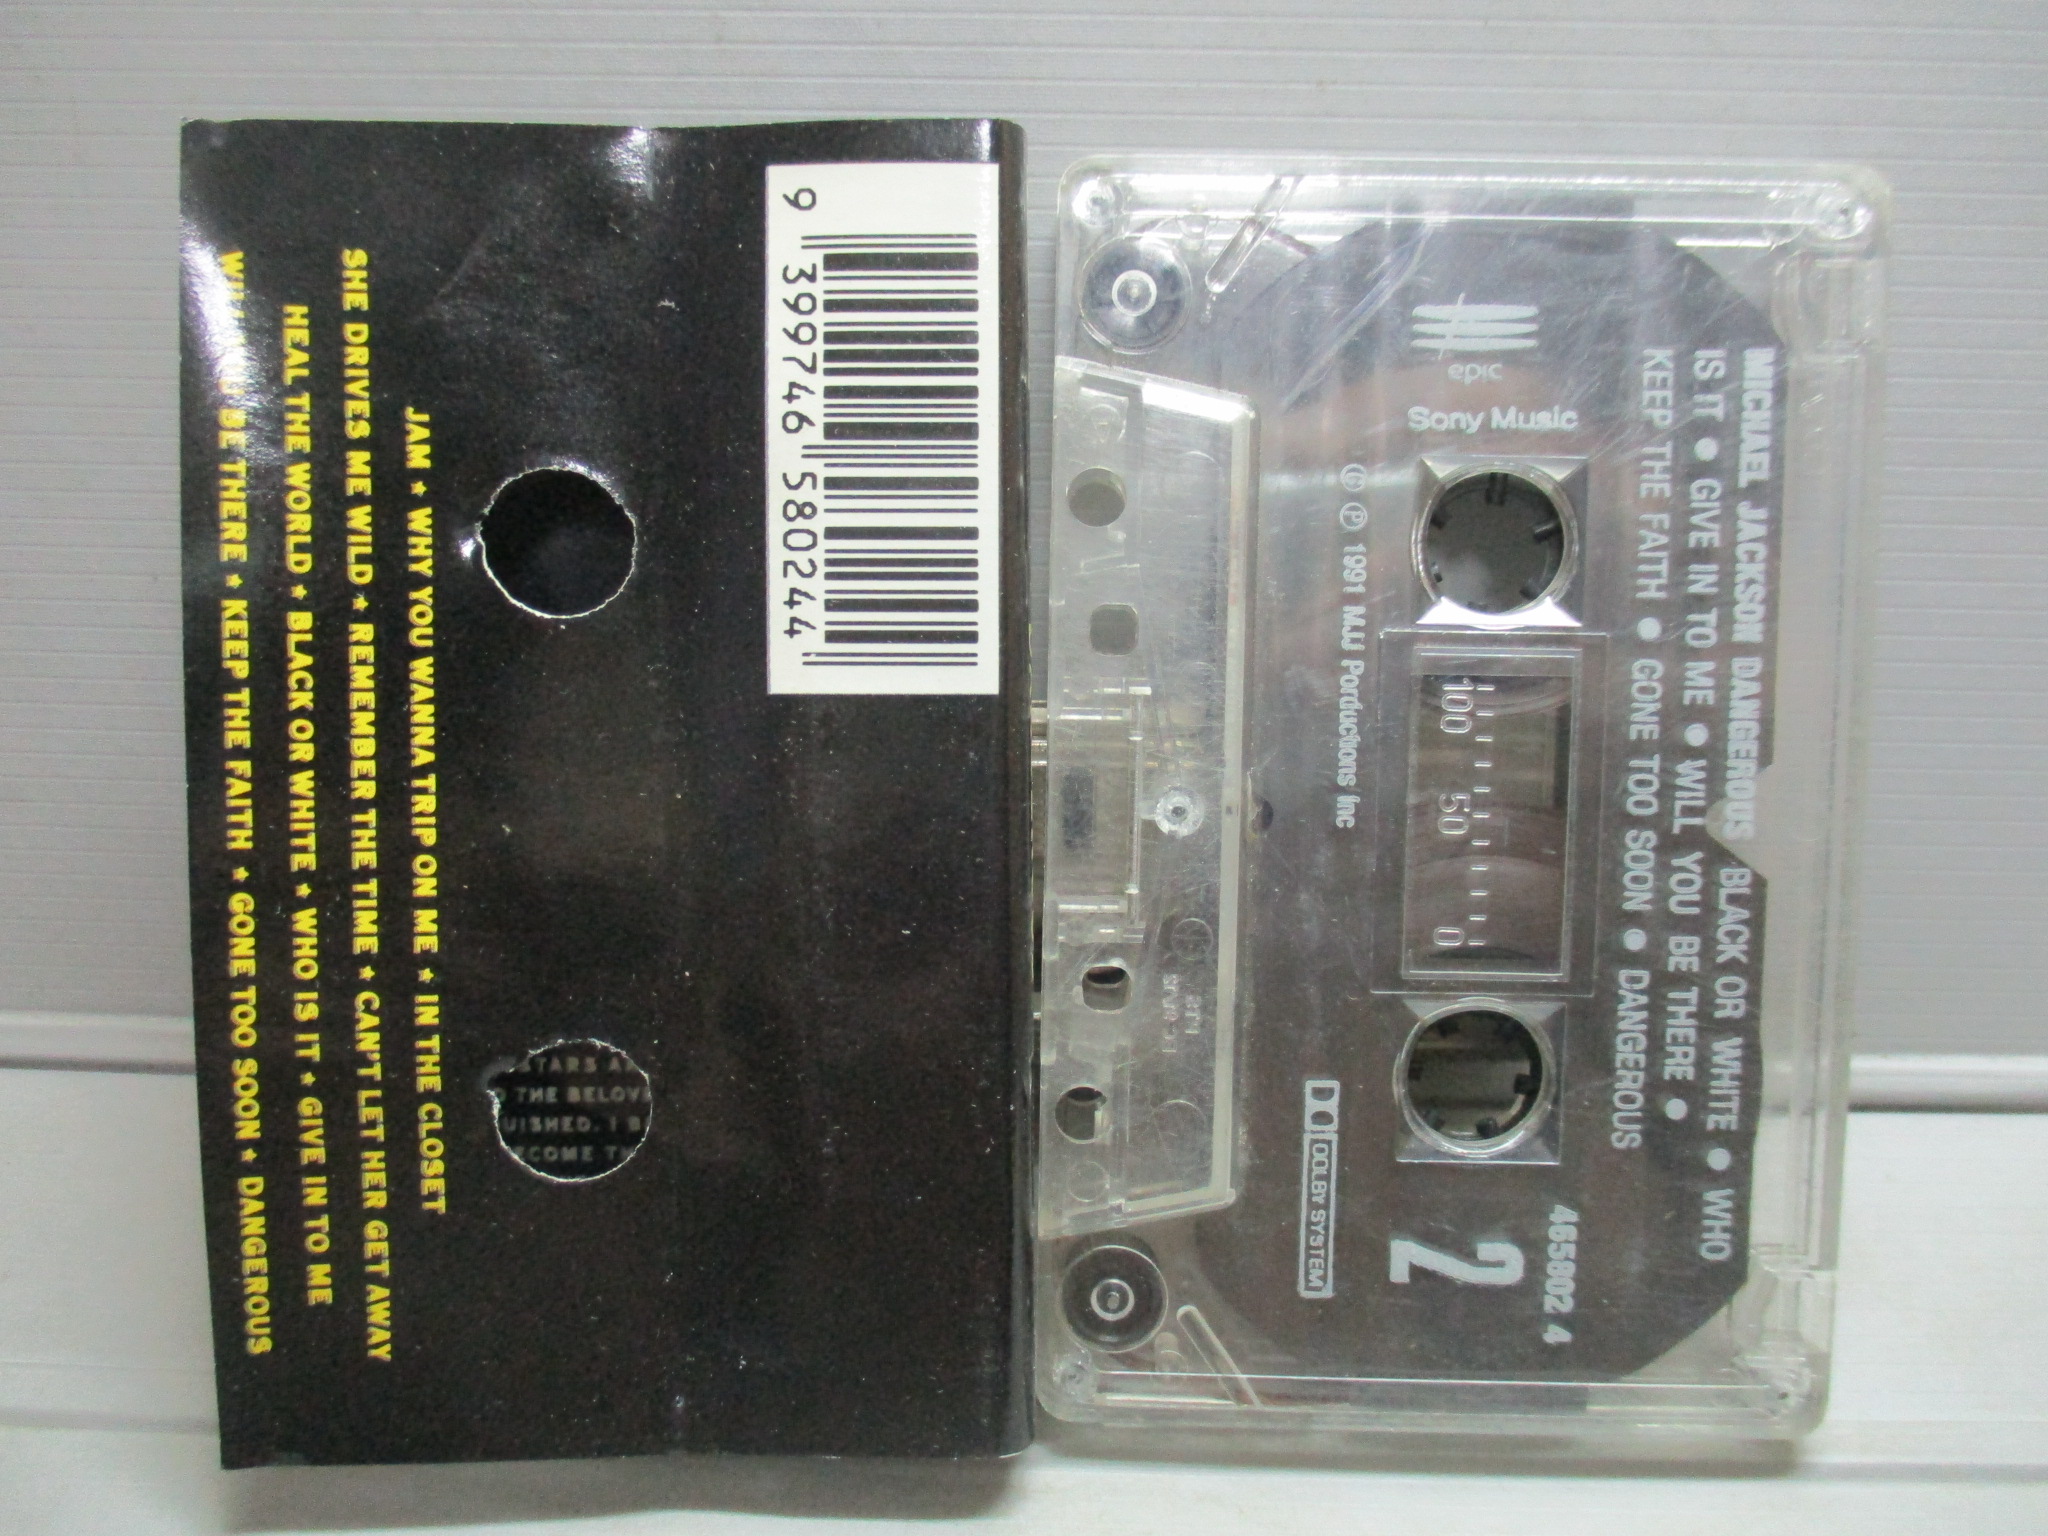 JAM ★ WHY YOU WANNA TRIP ON ME ★ IN THE CLOSET
SHE DRIVES ME WILD ★ REMEMBER THE TIME ★ CAN'T LET HER GET AWAY
HEAL THE WORLD ★ BLACK OR WHITE ★ WHO IS IT ★ GIVE IN TO ME
BE THERE ★ KEEP THE FAITH ★ GONE TOO SOON ★ DANGEROUS
9 399746 580244
STARS
THE
ISHED. I
MICHAEL JACKSON DANGEROUS BLACK OR WHITE ● WHO
IS IT ● GIVE IN TO ME ● WILL YOU BE THERE ●
KEEP THE FAITH ● GONE TOO SOON ● DANGEROUS
epic
Sony Music
465802 4
2
100 50 0
© ℗ 1991 MJJ Porductions Inc
DOLBY SYSTEM